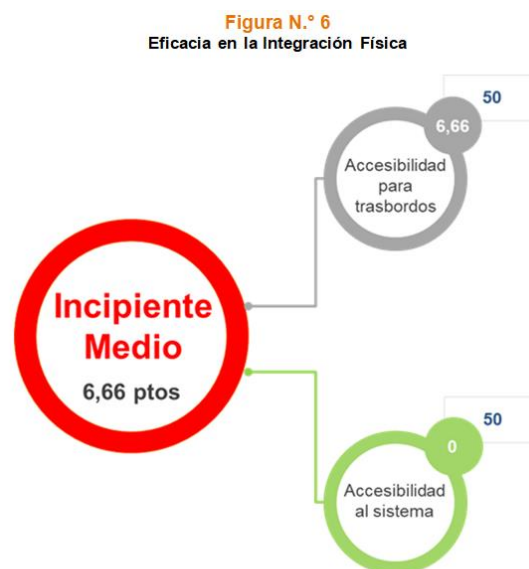 Figura N.° 6
Eficacia en la Integración Física
50
6,66
Accesibilidad
para
trasbordos
Incipiente
Medio
6,66 ptos
50
0
Accesibilidad
al sistema